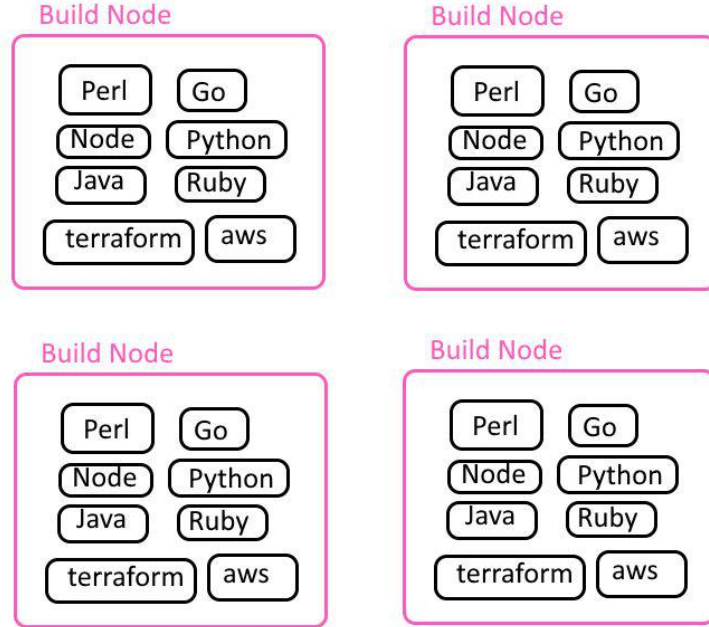 Build Node
Perl Go
Node Python
Java Ruby
terraform aws
Build Node
Perl Go
Node Python
Java Ruby
terraform aws
Build Node
Perl Go
Node Python
Java Ruby
terraform aws
Build Node
Perl Go
Node Python
Java Ruby
terraform aws